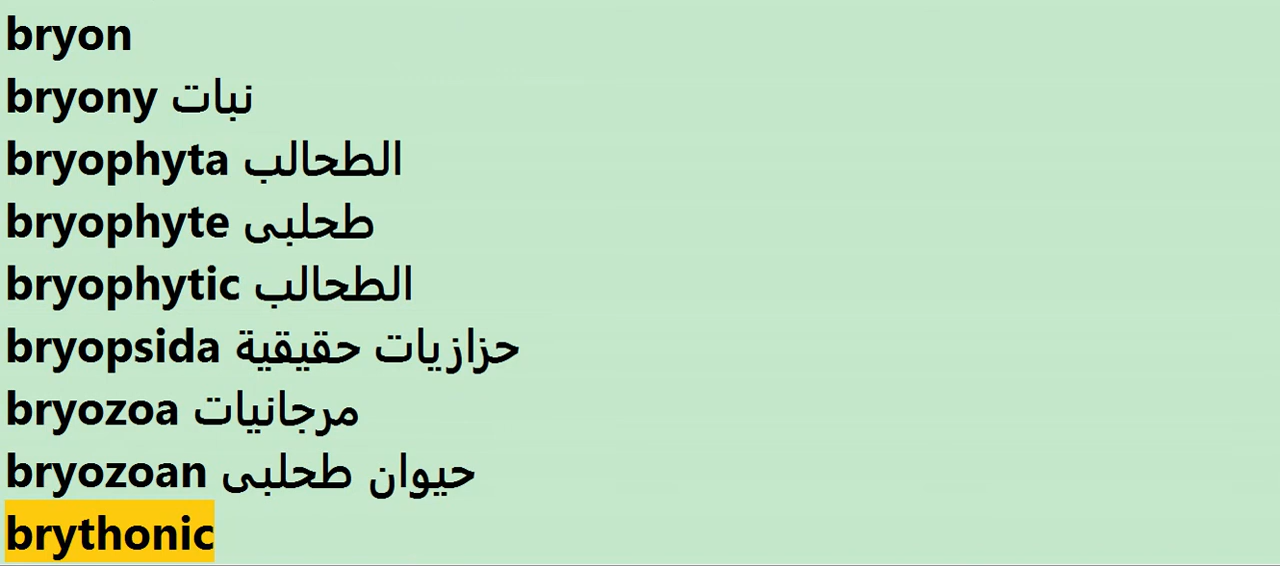 bryon
bryony نبات
bryophyta الطحالب
bryophyte طحلبى
bryophytic الطحالب
bryopsida حزازيات حقيقية
bryozoa مرجانيات
bryozoan حيوان طحلبى
brythonic